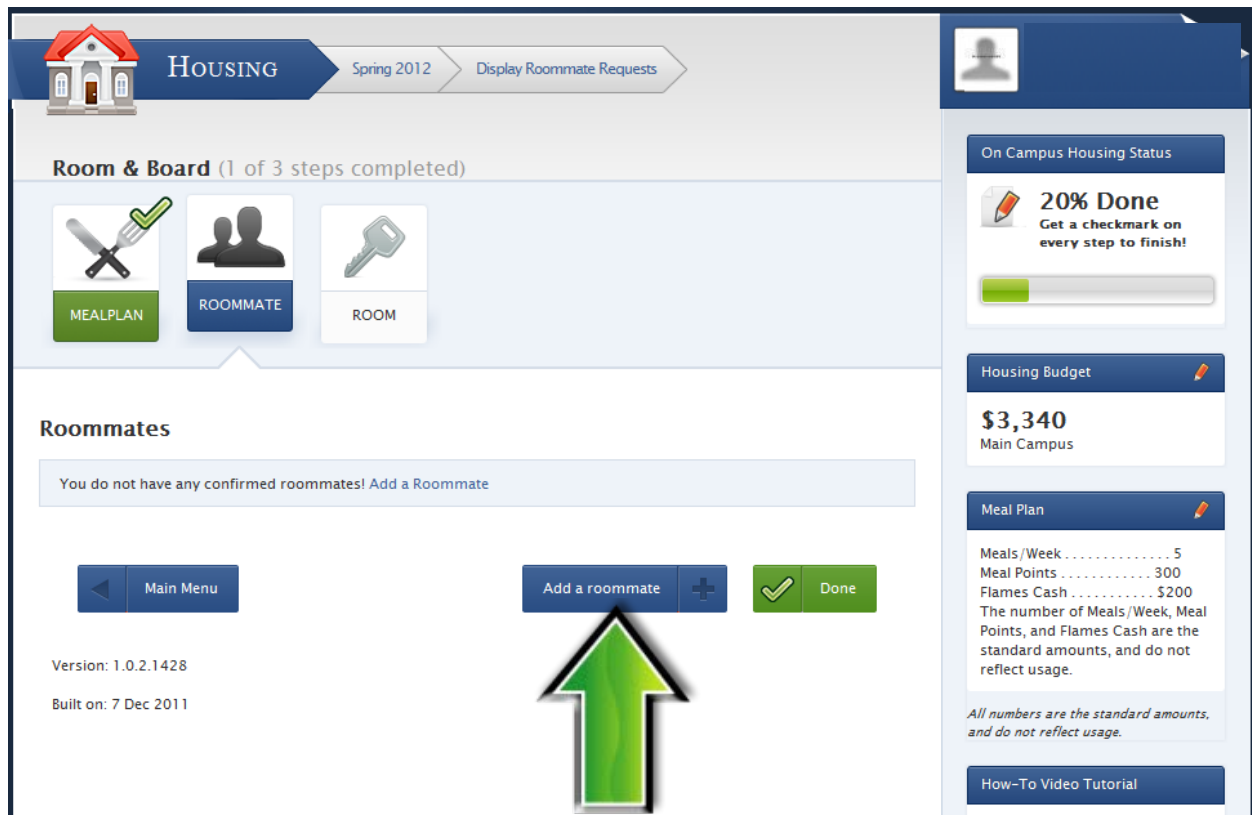 HOUSING
Spring 2012
Display Roommate Requests
Room & Board (1 of 3 steps completed)
MEALPLAN
ROOMMATE
ROOM
Roommates
You do not have any confirmed roommates! Add a Roommate
Main Menu
Add a roommate
Done
Version: 1.0.2.1428
Built on: 7 Dec 2011
On Campus Housing Status
20% Done
Get a checkmark on
every step to finish!
Housing Budget
$3,340
Main Campus
Meal Plan
Meals/Week . . . . . . . . . . . . . . 5
Meal Points . . . . . . . . . . . . 300
Flames Cash . . . . . . . . . . . $200
The number of Meals/Week, Meal
Points, and Flames Cash are the
standard amounts, and do not
reflect usage.
All numbers are the standard amounts,
and do not reflect usage.
How-To Video Tutorial